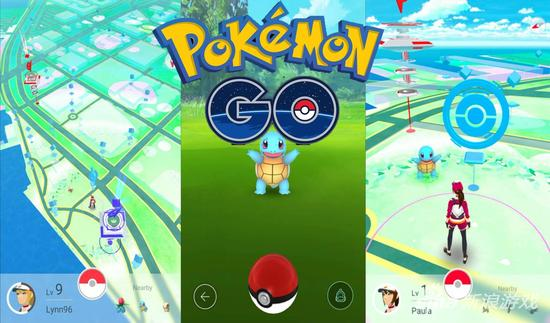 POKéMON
GO
Lv 9
Lynn96
Nearby
Lv 1
Paula
Nearby
新浪游戏